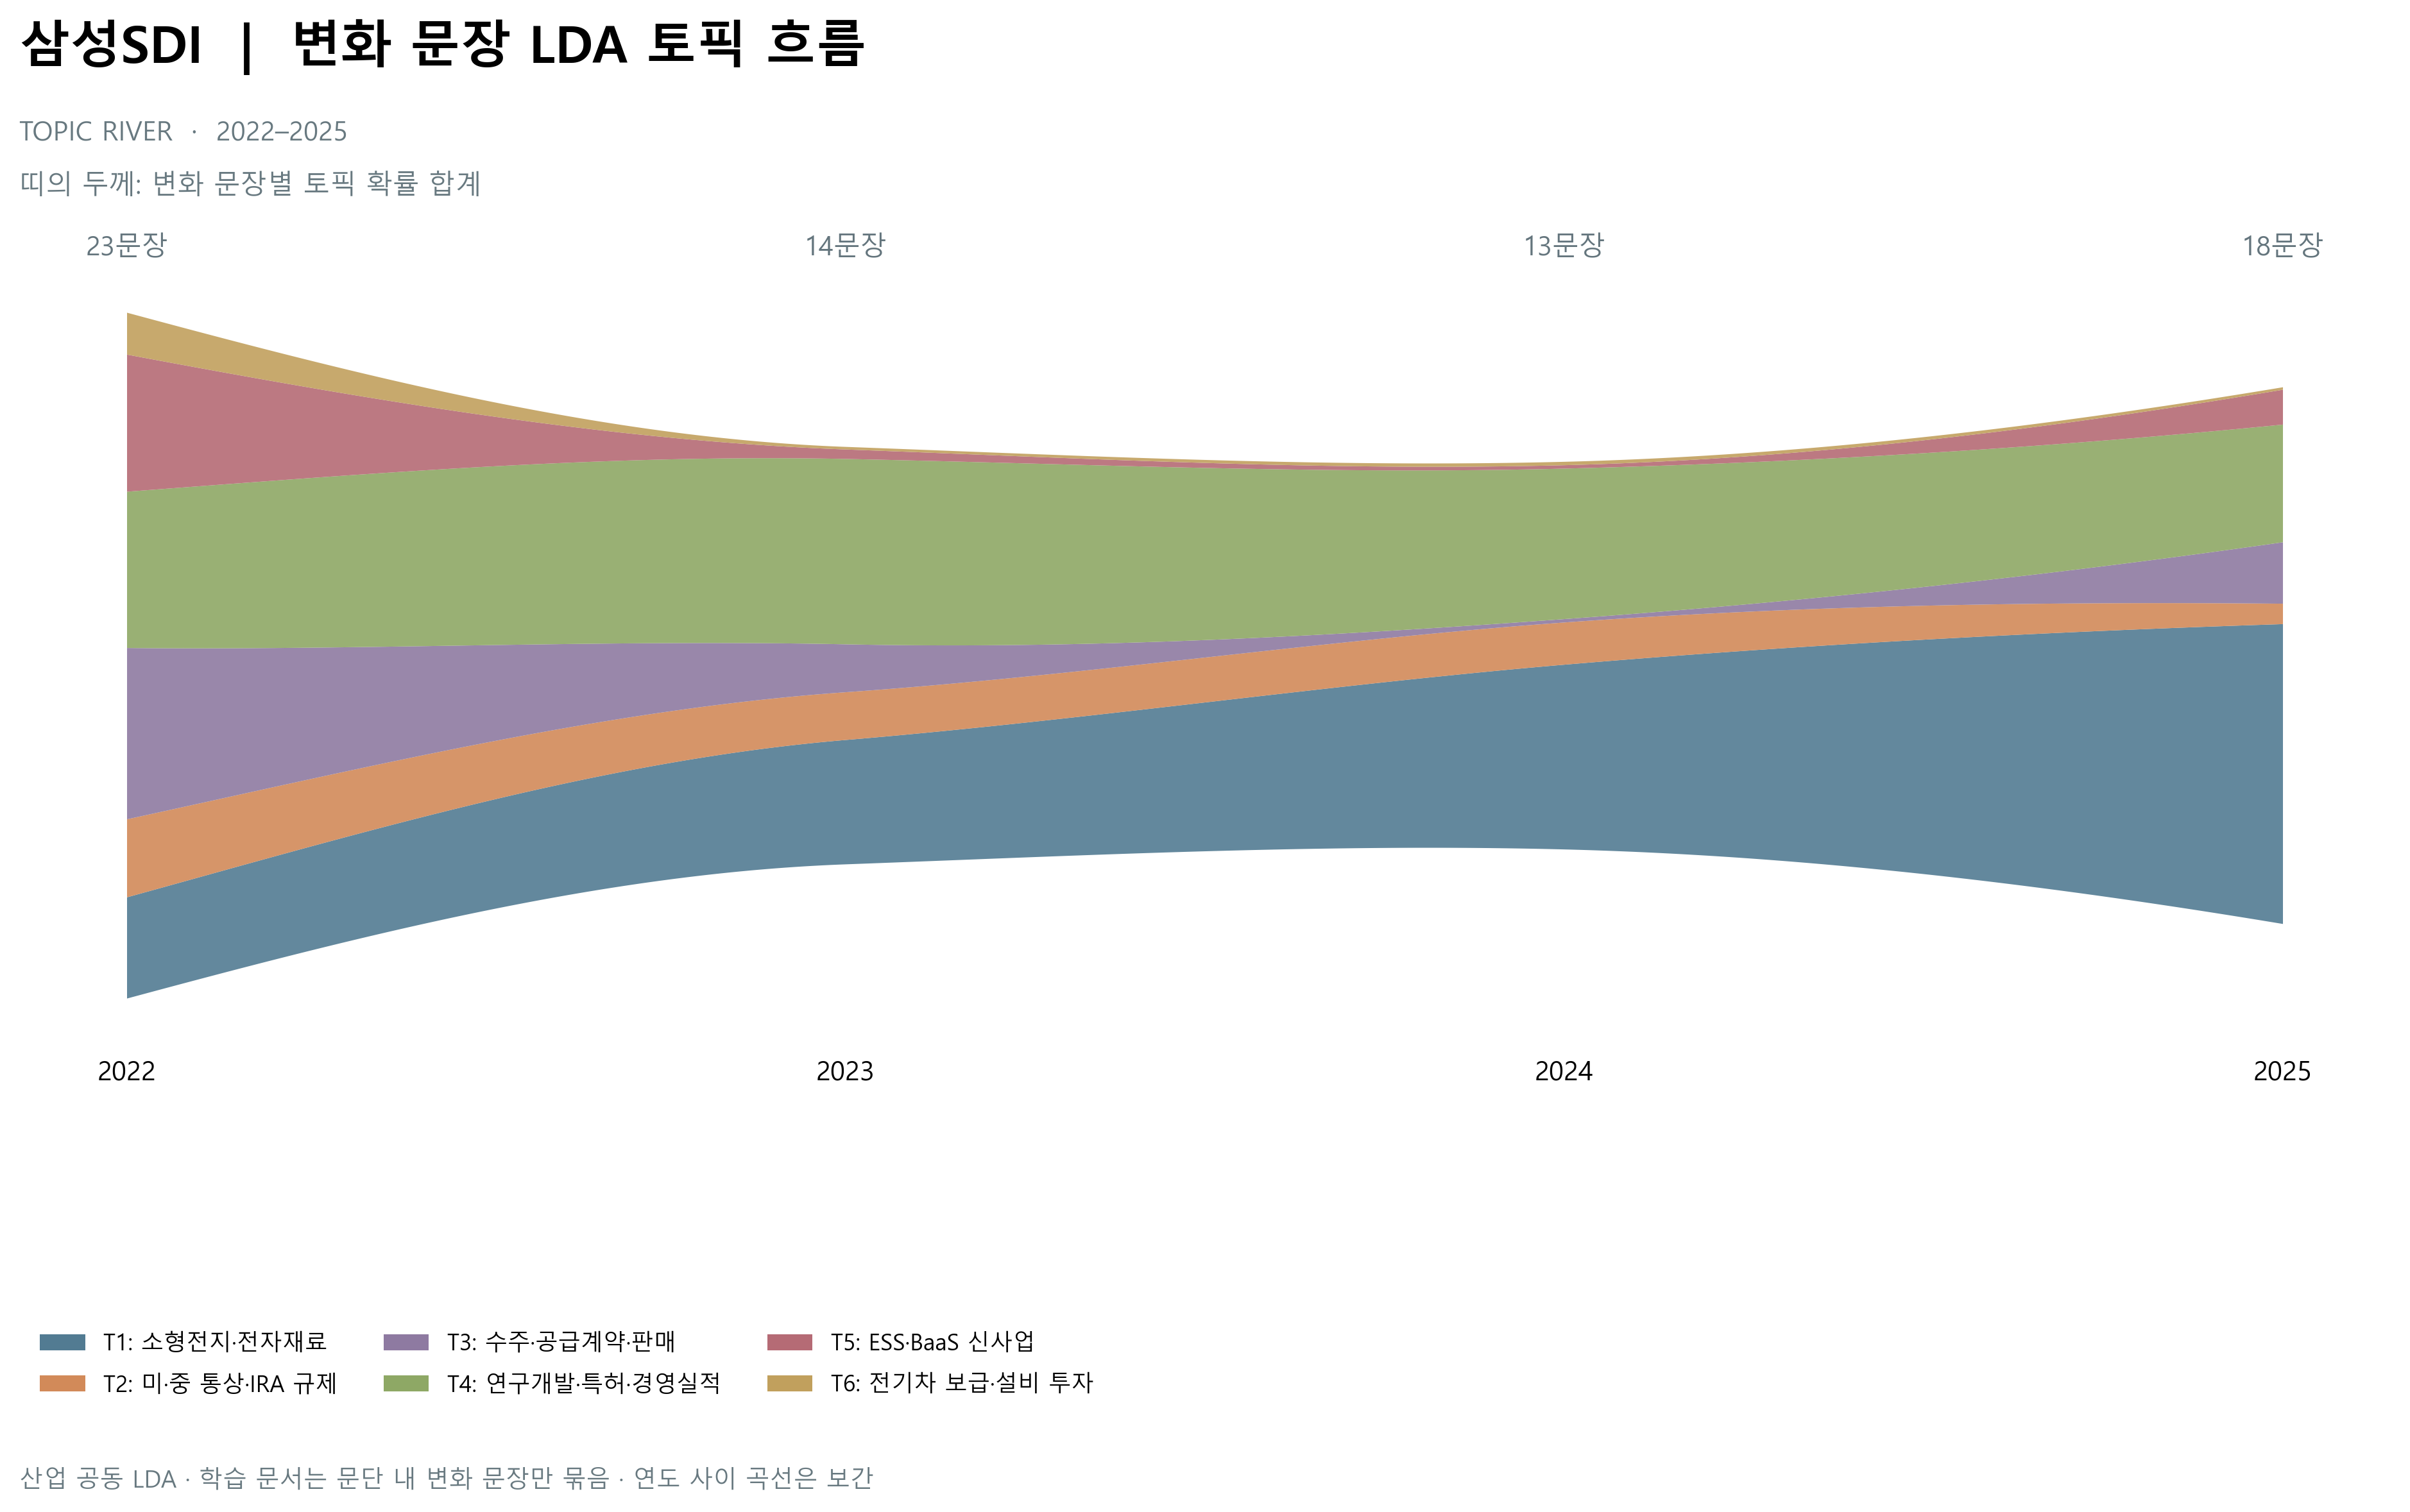 삼성SDI | 변화 문장 LDA 토픽 흐름
TOPIC RIVER · 2022–2025
띠의 두께: 변화 문장별 토픽 확률 합계
23문장 14문장 13문장 18문장
2022 2023 2024 2025
T1: 소형전지·전자재료 T3: 수주·공급계약·판매 T5: ESS·BaaS 신사업
T2: 미·중 통상·IRA 규제 T4: 연구개발·특허·경영실적 T6: 전기차 보급·설비 투자
산업 공동 LDA · 학습 문서는 문단 내 변화 문장만 묶음 · 연도 사이 곡선은 보간